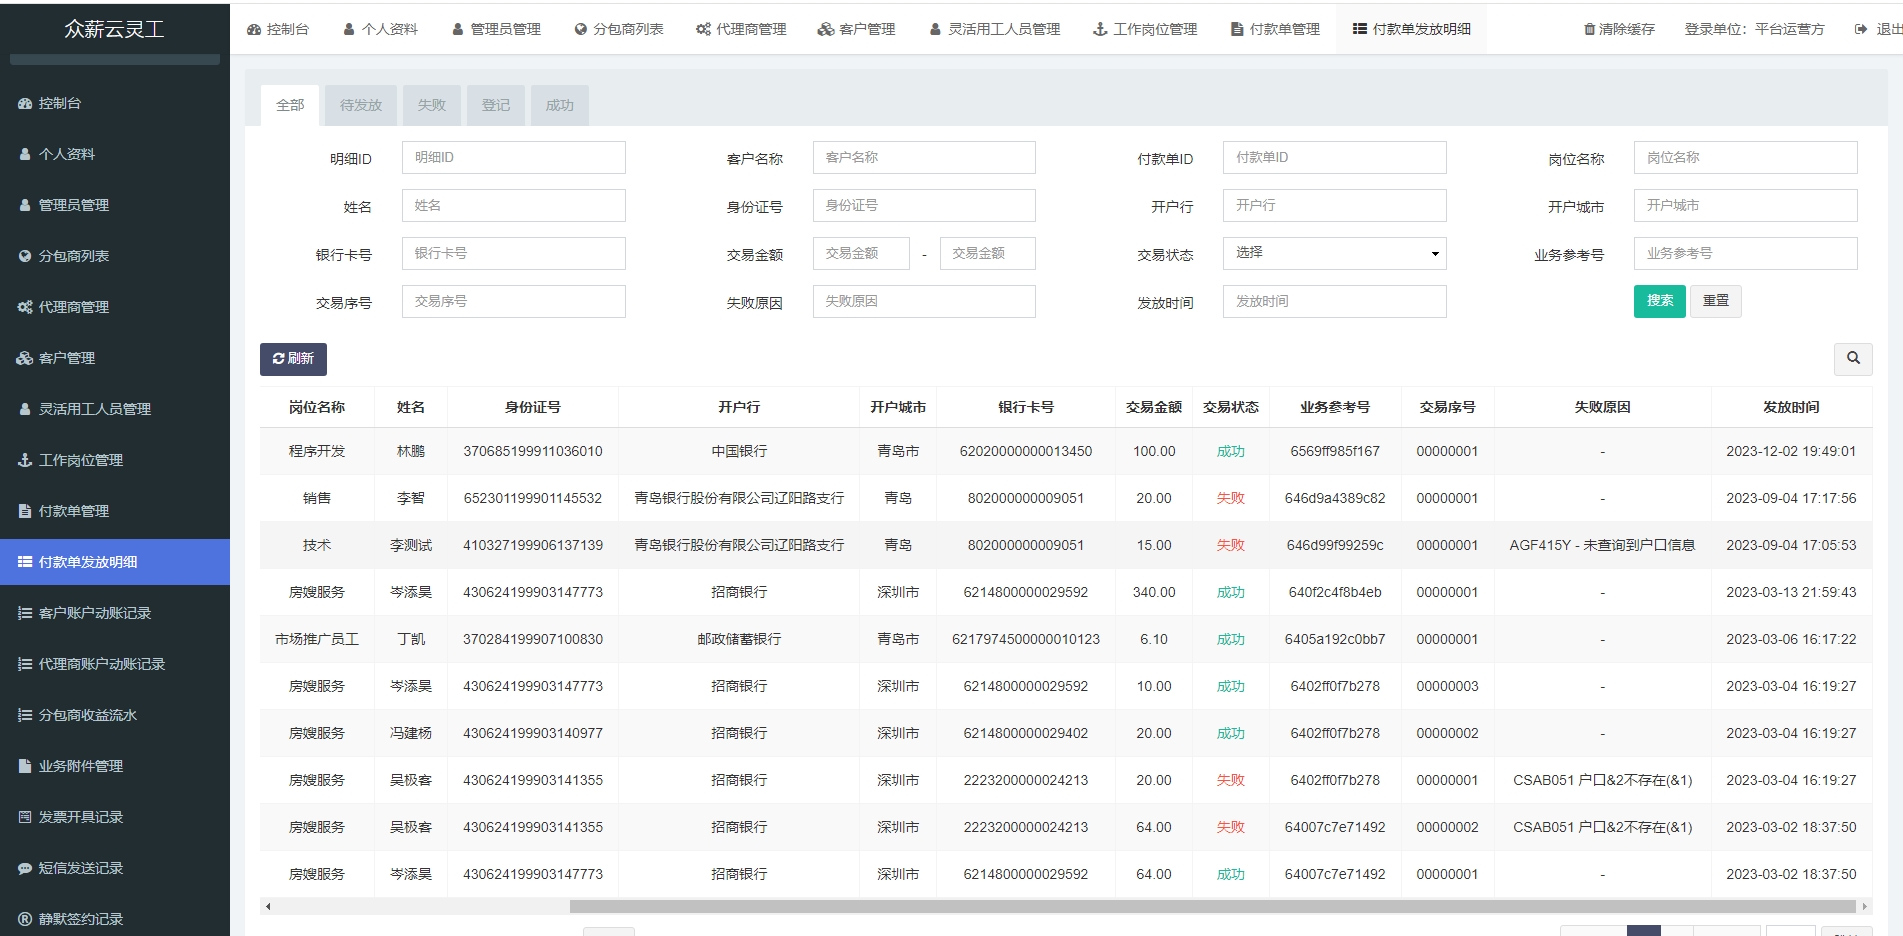 众薪云灵工
控制台
个人资料
管理员管理
分包商列表
代理商管理
客户管理
灵活用工人员管理
工作岗位管理
付款单管理
付款单发放明细
清除缓存
登录单位：平台运营方
退出
控制台
个人资料
管理员管理
分包商列表
代理商管理
客户管理
灵活用工人员管理
工作岗位管理
付款单管理
付款单发放明细
客户账户动账记录
代理商账户动账记录
分包商收益流水
业务附件管理
发票开具记录
短信发送记录
静默签约记录
全部 待发放 失败 登记 成功
明细ID 明细ID 客户名称 客户名称 付款单ID 付款单ID 岗位名称 岗位名称
姓名 姓名 身份证号 身份证号 开户行 开户行 开户城市 开户城市
银行卡号 银行卡号 交易金额 交易金额 - 交易金额 交易状态 选择 业务参考号 业务参考号
交易序号 交易序号 失败原因 失败原因 发放时间 发放时间 搜索 重置
刷新
岗位名称 姓名 身份证号 开户行 开户城市 银行卡号 交易金额 交易状态 业务参考号 交易序号 失败原因 发放时间
程序开发 林鹏 370685199911036010 中国银行 青岛市 62020000000013450 100.00 成功 6569ff985f167 00000001 - 2023-12-02 19:49:01
销售 李智 652301199901145532 青岛银行股份有限公司辽阳路支行 青岛 802000000009051 20.00 失败 646d9a4389c82 00000001 - 2023-09-04 17:17:56
技术 李测试 410327199906137139 青岛银行股份有限公司辽阳路支行 青岛 802000000009051 15.00 失败 646d99f99259c 00000001 AGF415Y - 未查询到户口信息 2023-09-04 17:05:53
房嫂服务 岑添昊 430624199903147773 招商银行 深圳市 6214800000029592 340.00 成功 640f2c4f8b4eb 00000001 - 2023-03-13 21:59:43
市场推广员工 丁凯 370284199907100830 邮政储蓄银行 青岛市 6217974500000010123 6.10 成功 6405a192c0bb7 00000001 - 2023-03-06 16:17:22
房嫂服务 岑添昊 430624199903147773 招商银行 深圳市 6214800000029592 10.00 成功 6402ff0f7b278 00000003 - 2023-03-04 16:19:27
房嫂服务 冯建杨 430624199903140977 招商银行 深圳市 6214800000029402 20.00 成功 6402ff0f7b278 00000002 - 2023-03-04 16:19:27
房嫂服务 吴极客 430624199903141355 招商银行 深圳市 2223200000024213 20.00 失败 6402ff0f7b278 00000001 CSAB051 户口&2不存在(&1) 2023-03-04 16:19:27
房嫂服务 吴极客 430624199903141355 招商银行 深圳市 2223200000024213 64.00 失败 64007c7e71492 00000002 CSAB051 户口&2不存在(&1) 2023-03-02 18:37:50
房嫂服务 岑添昊 430624199903147773 招商银行 深圳市 6214800000029592 64.00 成功 64007c7e71492 00000001 - 2023-03-02 18:37:50